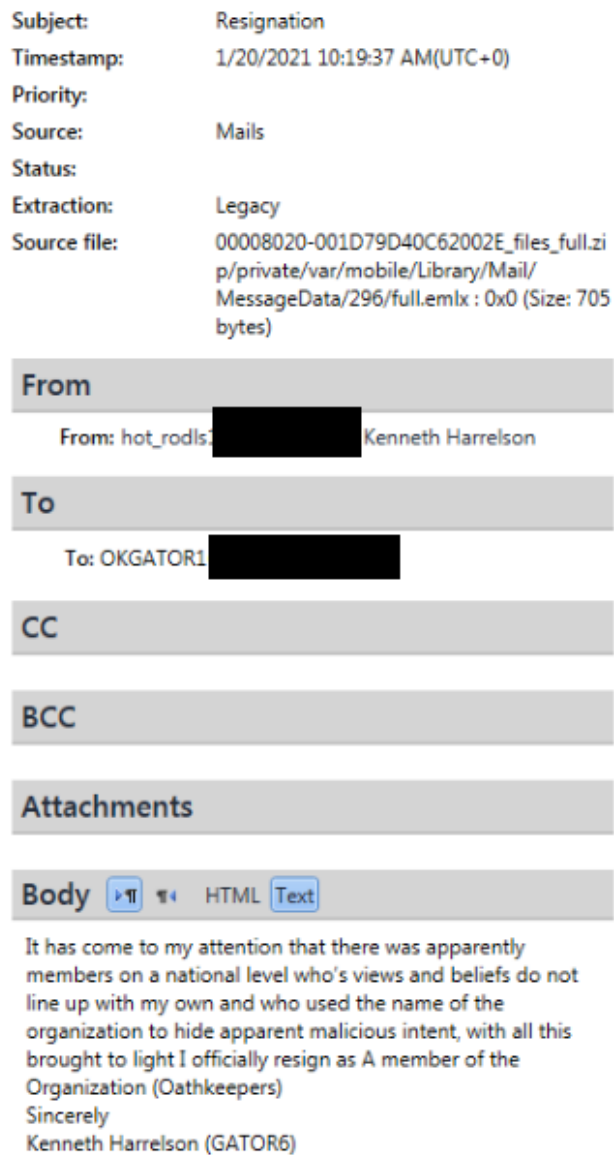 Subject: Resignation
Timestamp: 1/20/2021 10:19:37 AM(UTC+0)
Priority:
Source: Mails
Status:
Extraction: Legacy
Source file: 00008020-001D79D40C62002E_files_full.zi
p/private/var/mobile/Library/Mail/
MessageData/296/full.emlx : 0x0 (Size: 705
bytes)
From
From: hot_rodls Kenneth Harrelson
To
To: OKGATOR1
CC
BCC
Attachments
Body HTML Text
It has come to my attention that there was apparently
members on a national level who's views and beliefs do not
line up with my own and who used the name of the
organization to hide apparent malicious intent, with all this
brought to light I officially resign as A member of the
Organization (Oathkeepers)
Sincerely
Kenneth Harrelson (GATOR6)